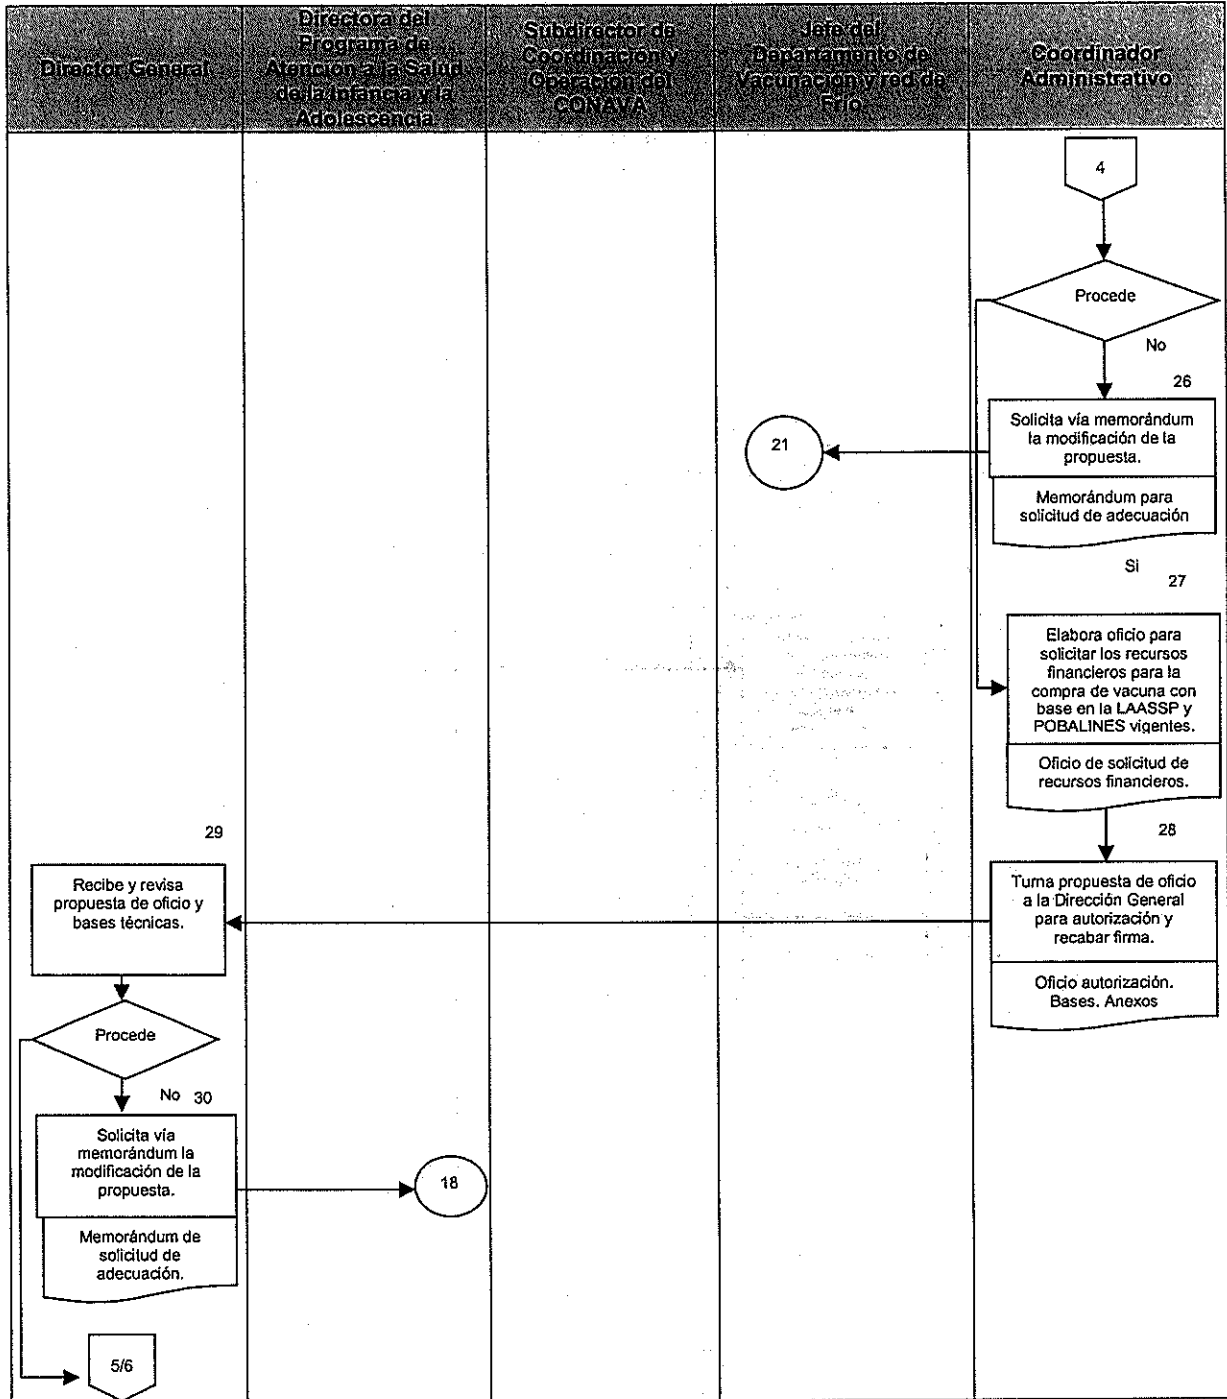 Director General
Directora del
Programa de
Atención a la Salud
de la Infancia y la
Adolescencia
Subdirector de
Coordinación y
Operación del
CONAVA
Jefe del
Departamento de
Vacunación y red de
Frío
Coordinador
Administrativo
4
Procede
No
26
Solicita vía memorándum
la modificación de la
propuesta.
21
Memorándum para
solicitud de adecuación
Si
27
Elabora oficio para
solicitar los recursos
financieros para la
compra de vacuna con
base en la LAASSP y
POBALINES vigentes.
Oficio de solicitud de
recursos financieros.
28
Turna propuesta de oficio
a la Dirección General
para autorización y
recabar firma.
Oficio autorización.
Bases. Anexos
29
Recibe y revisa
propuesta de oficio y
bases técnicas.
Procede
No 30
Solicita vía
memorándum la
modificación de la
propuesta.
18
Memorándum de
solicitud de
adecuación.
5/6